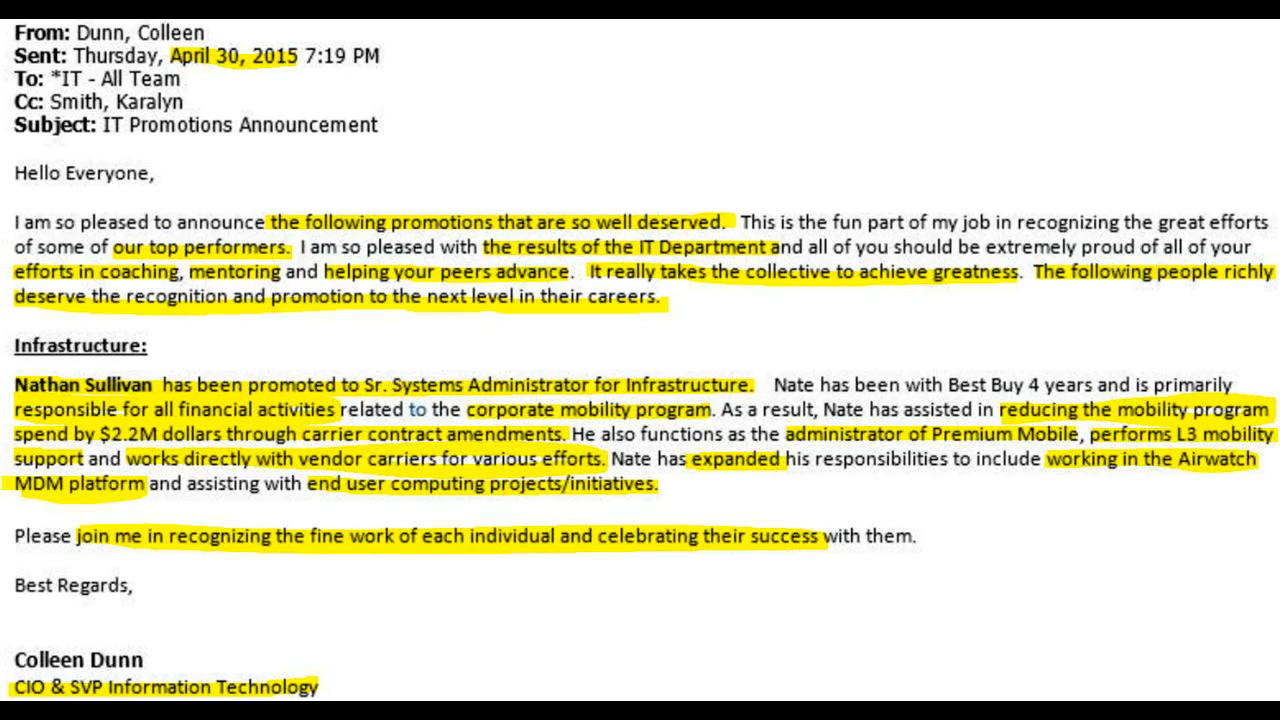 From: Dunn, Colleen
Sent: Thursday, April 30, 2015 7:19 PM
To: *IT - All Team
Cc: Smith, Karalyn
Subject: IT Promotions Announcement
Hello Everyone,
I am so pleased to announce the following promotions that are so well deserved. This is the fun part of my job in recognizing the great efforts
of some of our top performers. I am so pleased with the results of the IT Department and all of you should be extremely proud of all of your
efforts in coaching, mentoring and helping your peers advance. It really takes the collective to achieve greatness. The following people richly
deserve the recognition and promotion to the next level in their careers.
Infrastructure:
Nathan Sullivan has been promoted to Sr. Systems Administrator for Infrastructure. Nate has been with Best Buy 4 years and is primarily
responsible for all financial activities related to the corporate mobility program. As a result, Nate has assisted in reducing the mobility program
spend by $2.2M dollars through carrier contract amendments. He also functions as the administrator of Premium Mobile, performs L3 mobility
support and works directly with vendor carriers for various efforts. Nate has expanded his responsibilities to include working in the Airwatch
MDM platform and assisting with end user computing projects/initiatives.
Please join me in recognizing the fine work of each individual and celebrating their success with them.
Best Regards,
Colleen Dunn
CIO & SVP Information Technology